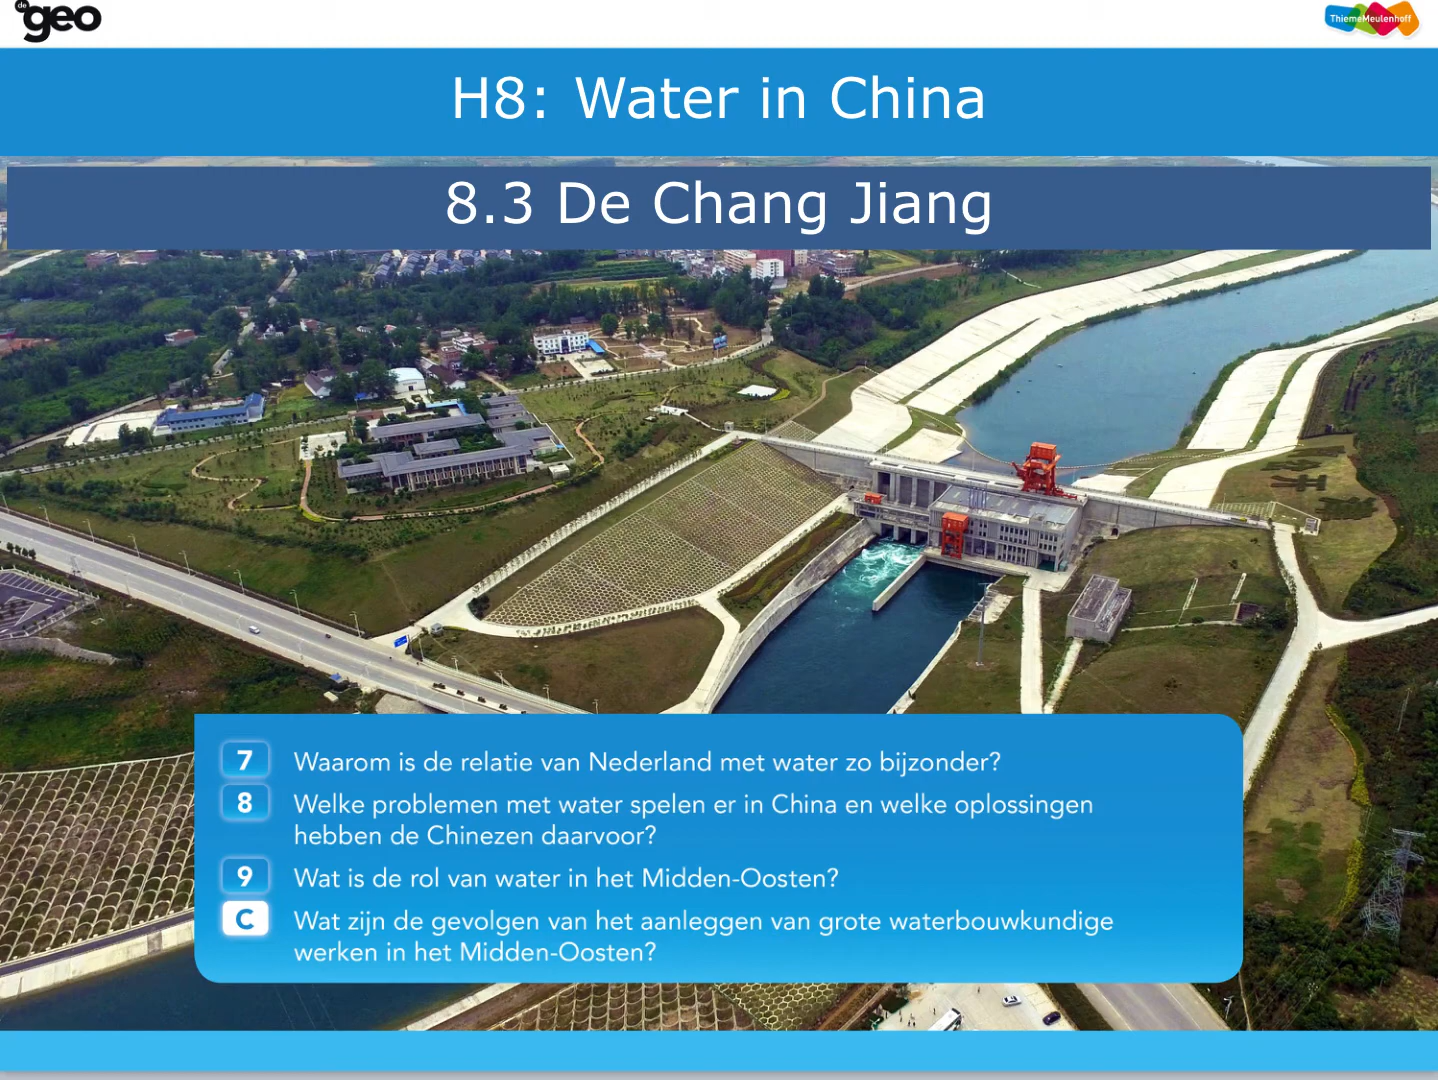 de
geo
ThiemeMeulenhoff
H8: Water in China
8.3 De Chang Jiang
7 Waarom is de relatie van Nederland met water zo bijzonder?
8 Welke problemen met water spelen er in China en welke oplossingen
hebben de Chinezen daarvoor?
9 Wat is de rol van water in het Midden-Oosten?
C Wat zijn de gevolgen van het aanleggen van grote waterbouwkundige
werken in het Midden-Oosten?